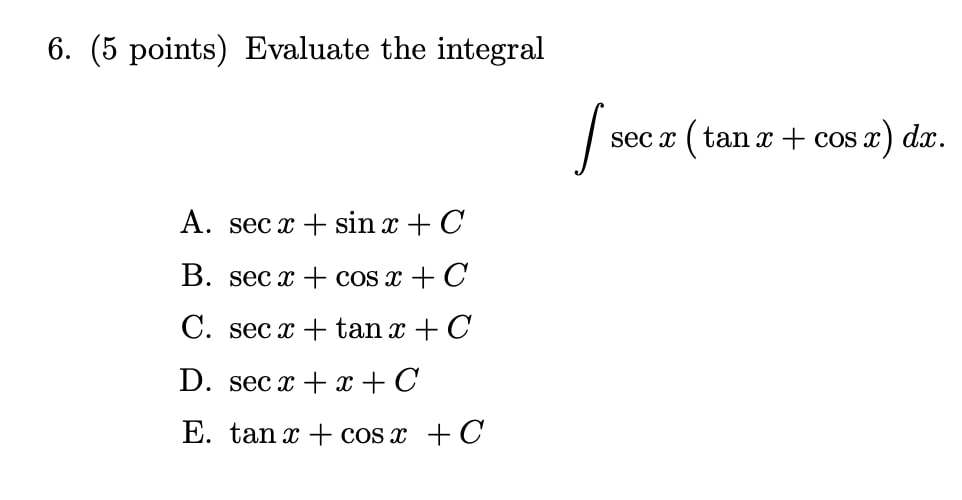 6. (5 points) Evaluate the integral
∫ sec x (tan x + cos x) dx.
A. sec x + sin x + C
B. sec x + cos x + C
C. sec x + tan x + C
D. sec x + x + C
E. tan x + cos x + C